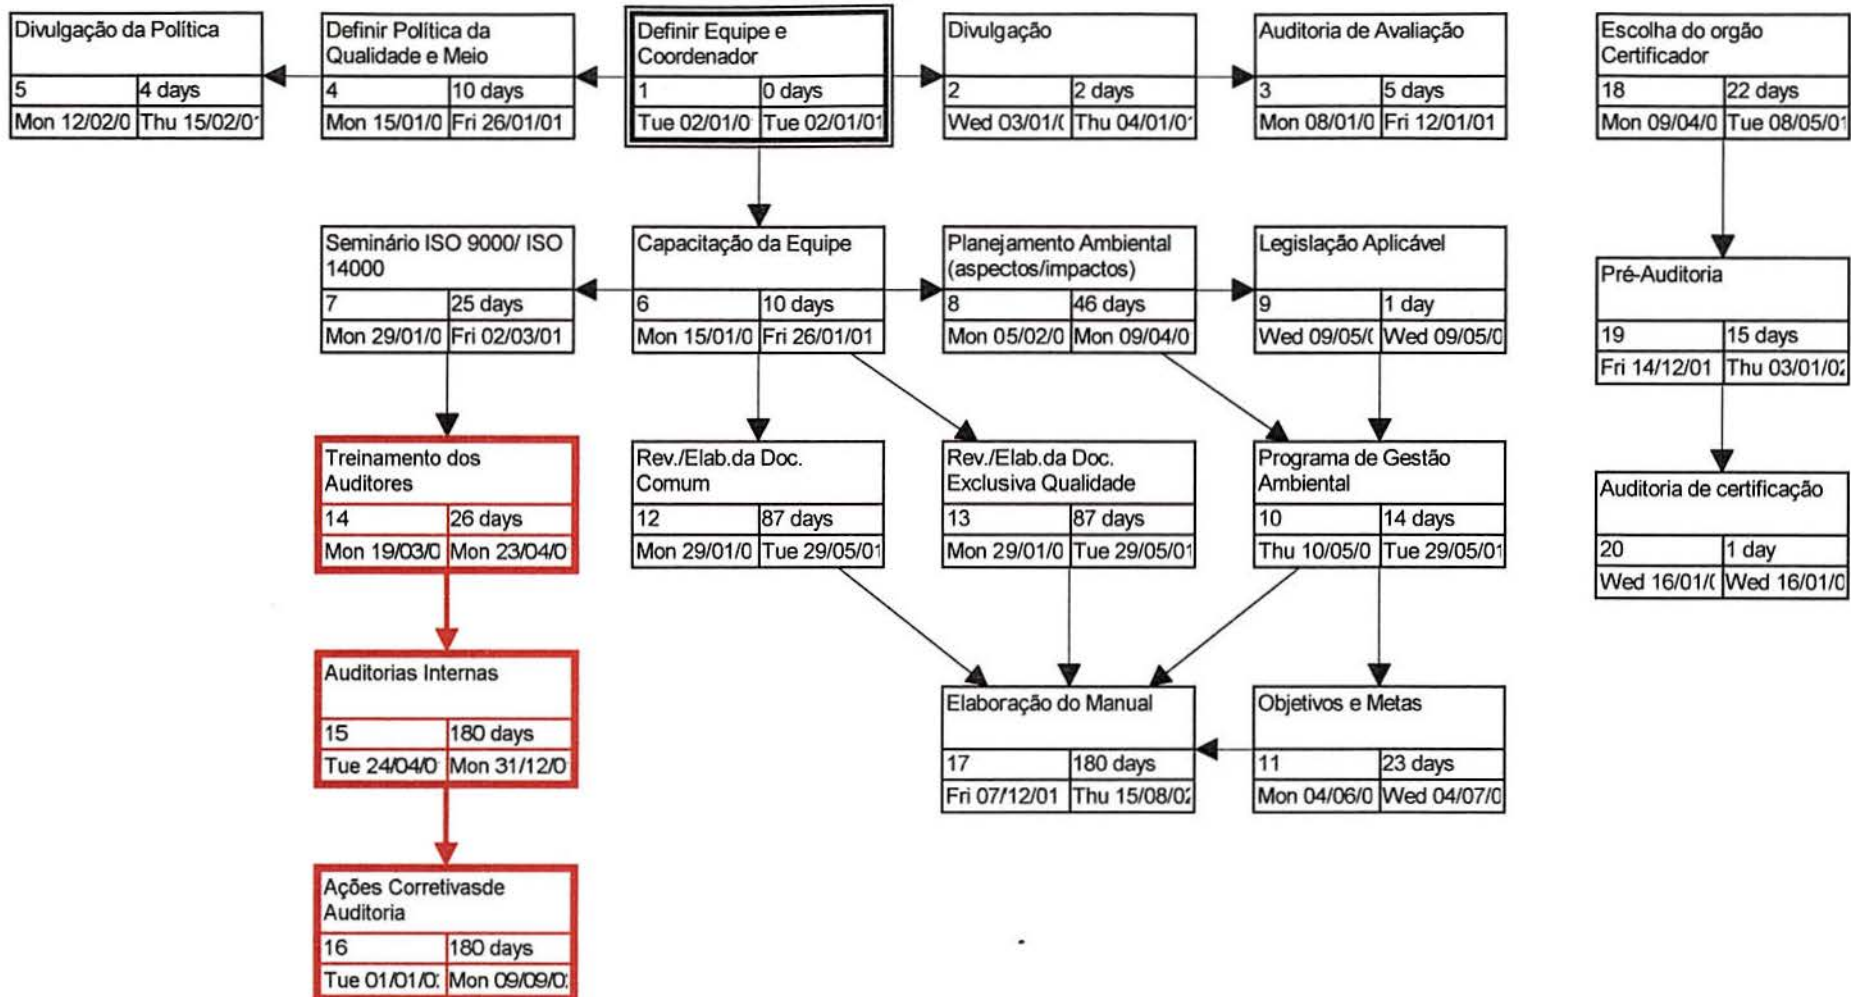 Divulgação da Política
5 4 days
Mon 12/02/0 Thu 15/02/0
Definir Política da
Qualidade e Meio
4 10 days
Mon 15/01/0 Fri 26/01/01
Definir Equipe e
Coordenador
1 0 days
Tue 02/01/0 Tue 02/01/01
Divulgação
2 2 days
Wed 03/01/ Thu 04/01/0
Auditoria de Avaliação
3 5 days
Mon 08/01/0 Fri 12/01/01
Escolha do orgão
Certificador
18 22 days
Mon 09/04/0 Tue 08/05/01
Seminário ISO 9000/ ISO
14000
7 25 days
Mon 29/01/0 Fri 02/03/01
Capacitação da Equipe
6 10 days
Mon 15/01/0 Fri 26/01/01
Planejamento Ambiental
(aspectos/impactos)
8 46 days
Mon 05/02/0 Mon 09/04/0
Legislação Aplicável
9 1 day
Wed 09/05/ Wed 09/05/0
Pré-Auditoria
19 15 days
Fri 14/12/01 Thu 03/01/02
Treinamento dos
Auditores
14 26 days
Mon 19/03/0 Mon 23/04/0
Rev./Elab.da Doc.
Comum
12 87 days
Mon 29/01/0 Tue 29/05/01
Rev./Elab.da Doc.
Exclusiva Qualidade
13 87 days
Mon 29/01/0 Tue 29/05/01
Programa de Gestão
Ambiental
10 14 days
Thu 10/05/0 Tue 29/05/01
Auditoria de certificação
20 1 day
Wed 16/01/ Wed 16/01/0
Auditorias Internas
15 180 days
Tue 24/04/0 Mon 31/12/0
Elaboração do Manual
17 180 days
Fri 07/12/01 Thu 15/08/02
Objetivos e Metas
11 23 days
Mon 04/06/0 Wed 04/07/0
Ações Corretivasde
Auditoria
16 180 days
Tue 01/01/0 Mon 09/09/0